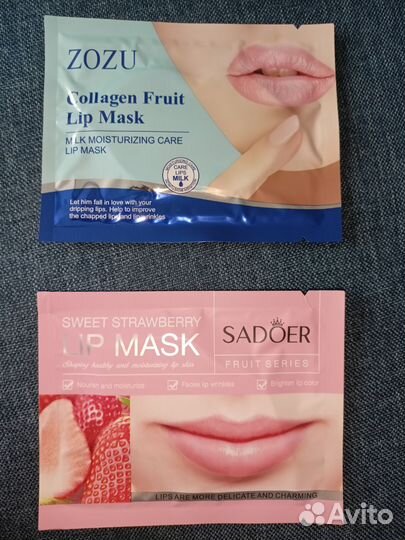 ZOZU
Collagen Fruit
Lip Mask
MILK MOISTURIZING CARE
LIP MASK
CARE
LIPS
MILK
Let him fall in love with your
dripping lips. Help to improve
the chapped lips and lip wrinkles
SWEET STRAWBERRY
LIP MASK
Shaping healthy and moisturizing lip skin
SADOER
FRUIT SERIES
Nourish and moisturize
Fades lip wrinkles
Brighten lip color
LIPS ARE MORE DELICATE AND CHARMING
Avito